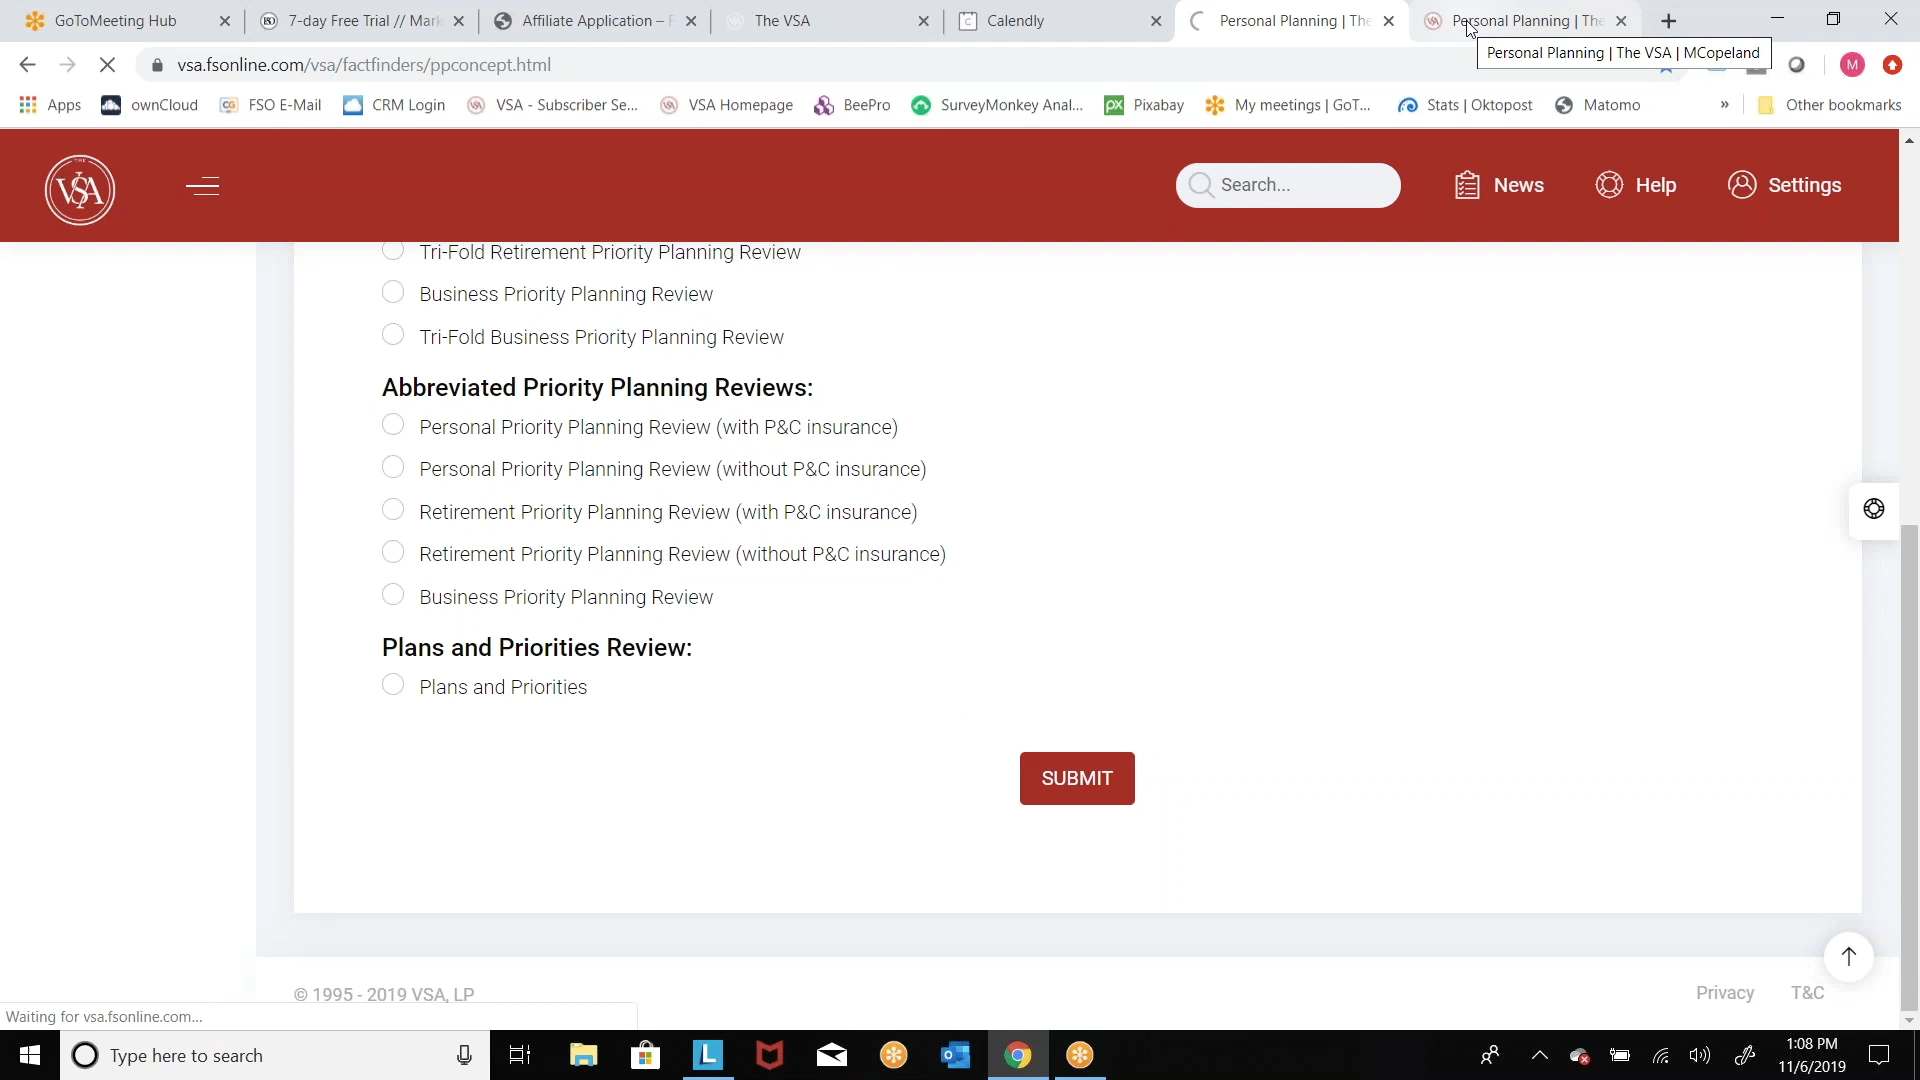 GoToMeeting Hub
7-day Free Trial // Mark
Affiliate Application – F
The VSA
Calendly
Personal Planning | The
Personal Planning | The
Personal Planning | The VSA | MCopeland
vsa.fsonline.com/vsa/factfinders/ppconcept.html
M
Apps
ownCloud
FSO E-Mail
CRM Login
VSA - Subscriber Se...
VSA Homepage
BeePro
SurveyMonkey Anal...
Pixabay
My meetings | GoT...
Stats | Oktopost
Matomo
»
Other bookmarks
THE
VSA
Search...
News
Help
Settings
Tri-Fold Retirement Priority Planning Review
Business Priority Planning Review
Tri-Fold Business Priority Planning Review
Abbreviated Priority Planning Reviews:
Personal Priority Planning Review (with P&C insurance)
Personal Priority Planning Review (without P&C insurance)
Retirement Priority Planning Review (with P&C insurance)
Retirement Priority Planning Review (without P&C insurance)
Business Priority Planning Review
Plans and Priorities Review:
Plans and Priorities
SUBMIT
© 1995 - 2019 VSA, LP
Privacy
T&C
Waiting for vsa.fsonline.com...
Type here to search
1:08 PM
11/6/2019